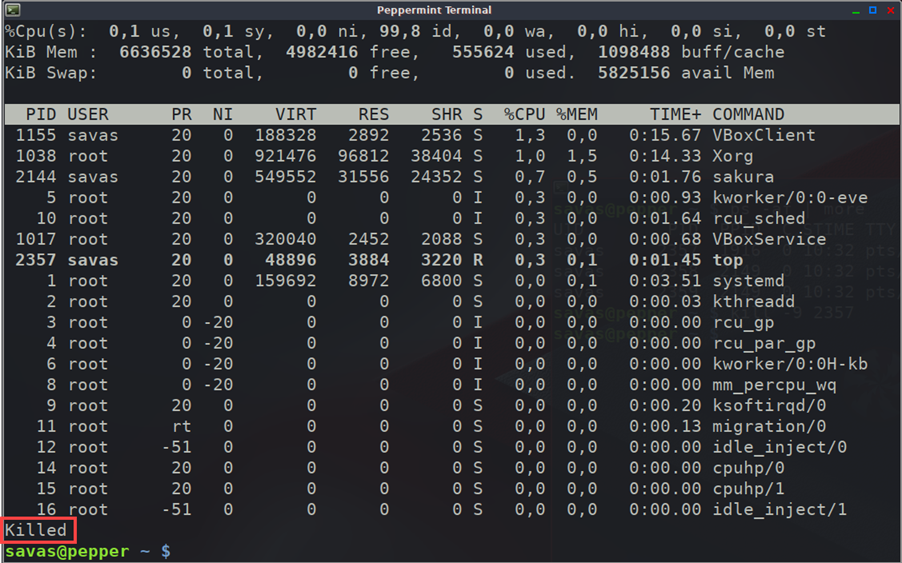 Peppermint Terminal
%Cpu(s):  0,1 us,  0,1 sy,  0,0 ni, 99,8 id,  0,0 wa,  0,0 hi,  0,0 si,  0,0 st
KiB Mem :  6636528 total,  4982416 free,   555624 used,  1098488 buff/cache
KiB Swap:        0 total,        0 free,        0 used.  5825156 avail Mem
PID USER      PR  NI    VIRT    RES    SHR S  %CPU %MEM     TIME+ COMMAND
1155 savas     20   0  188328   2892   2536 S   1,3  0,0   0:15.67 VBoxClient
1038 root      20   0  921476  96812  38404 S   1,0  1,5   0:14.33 Xorg
2144 savas     20   0  549552  31556  24352 S   0,7  0,5   0:01.76 sakura
5 root      20   0       0      0      0 I   0,3  0,0   0:00.93 kworker/0:0-eve
10 root      20   0       0      0      0 I   0,3  0,0   0:01.64 rcu_sched
1017 root      20   0  320040   2452   2088 S   0,3  0,0   0:00.68 VBoxService
2357 savas     20   0   48896   3884   3220 R   0,3  0,1   0:01.45 top
1 root      20   0  159692   8972   6800 S   0,0  0,1   0:03.51 systemd
2 root      20   0       0      0      0 S   0,0  0,0   0:00.03 kthreadd
3 root       0 -20       0      0      0 I   0,0  0,0   0:00.00 rcu_gp
4 root       0 -20       0      0      0 I   0,0  0,0   0:00.00 rcu_par_gp
6 root       0 -20       0      0      0 I   0,0  0,0   0:00.00 kworker/0:0H-kb
8 root       0 -20       0      0      0 I   0,0  0,0   0:00.00 mm_percpu_wq
9 root      20   0       0      0      0 S   0,0  0,0   0:00.20 ksoftirqd/0
11 root      rt   0       0      0      0 S   0,0  0,0   0:00.13 migration/0
12 root     -51   0       0      0      0 S   0,0  0,0   0:00.00 idle_inject/0
14 root      20   0       0      0      0 S   0,0  0,0   0:00.00 cpuhp/0
15 root      20   0       0      0      0 S   0,0  0,0   0:00.00 cpuhp/1
16 root     -51   0       0      0      0 S   0,0  0,0   0:00.00 idle_inject/1
Killed
savas@pepper ~ $